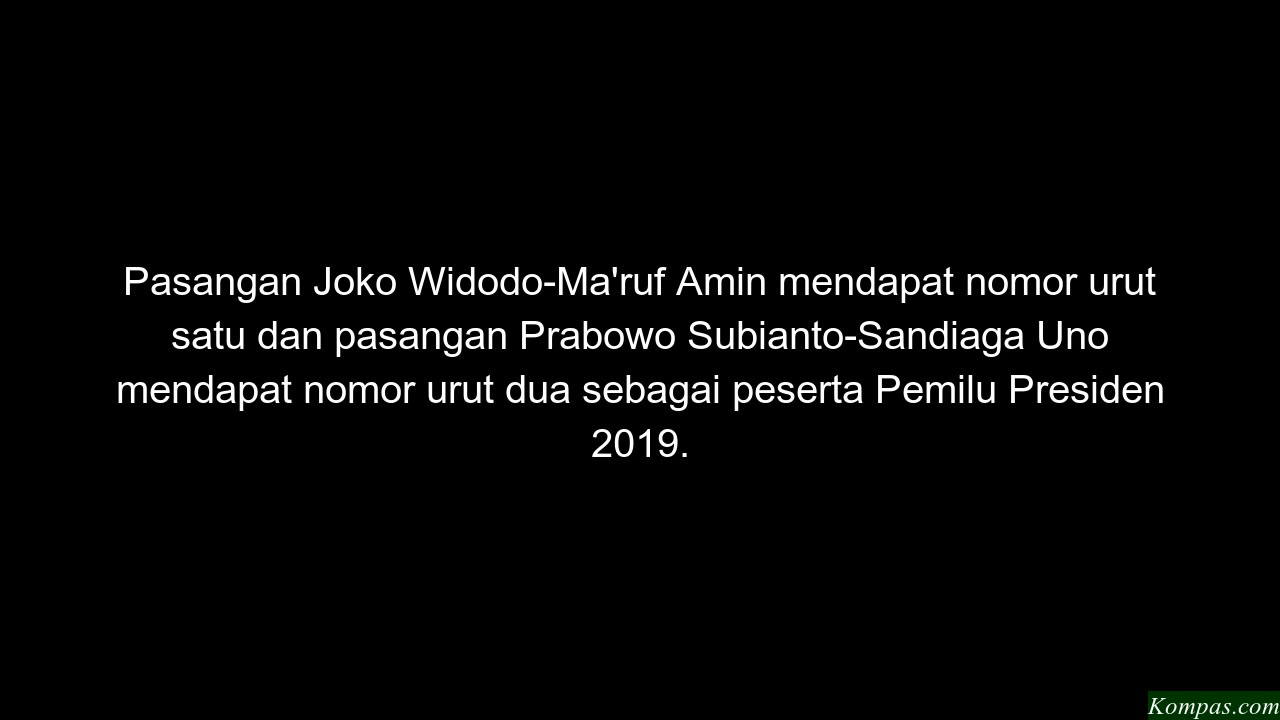 Pasangan Joko Widodo-Ma'ruf Amin mendapat nomor urut
satu dan pasangan Prabowo Subianto-Sandiaga Uno
mendapat nomor urut dua sebagai peserta Pemilu Presiden
2019.
Kompas.com